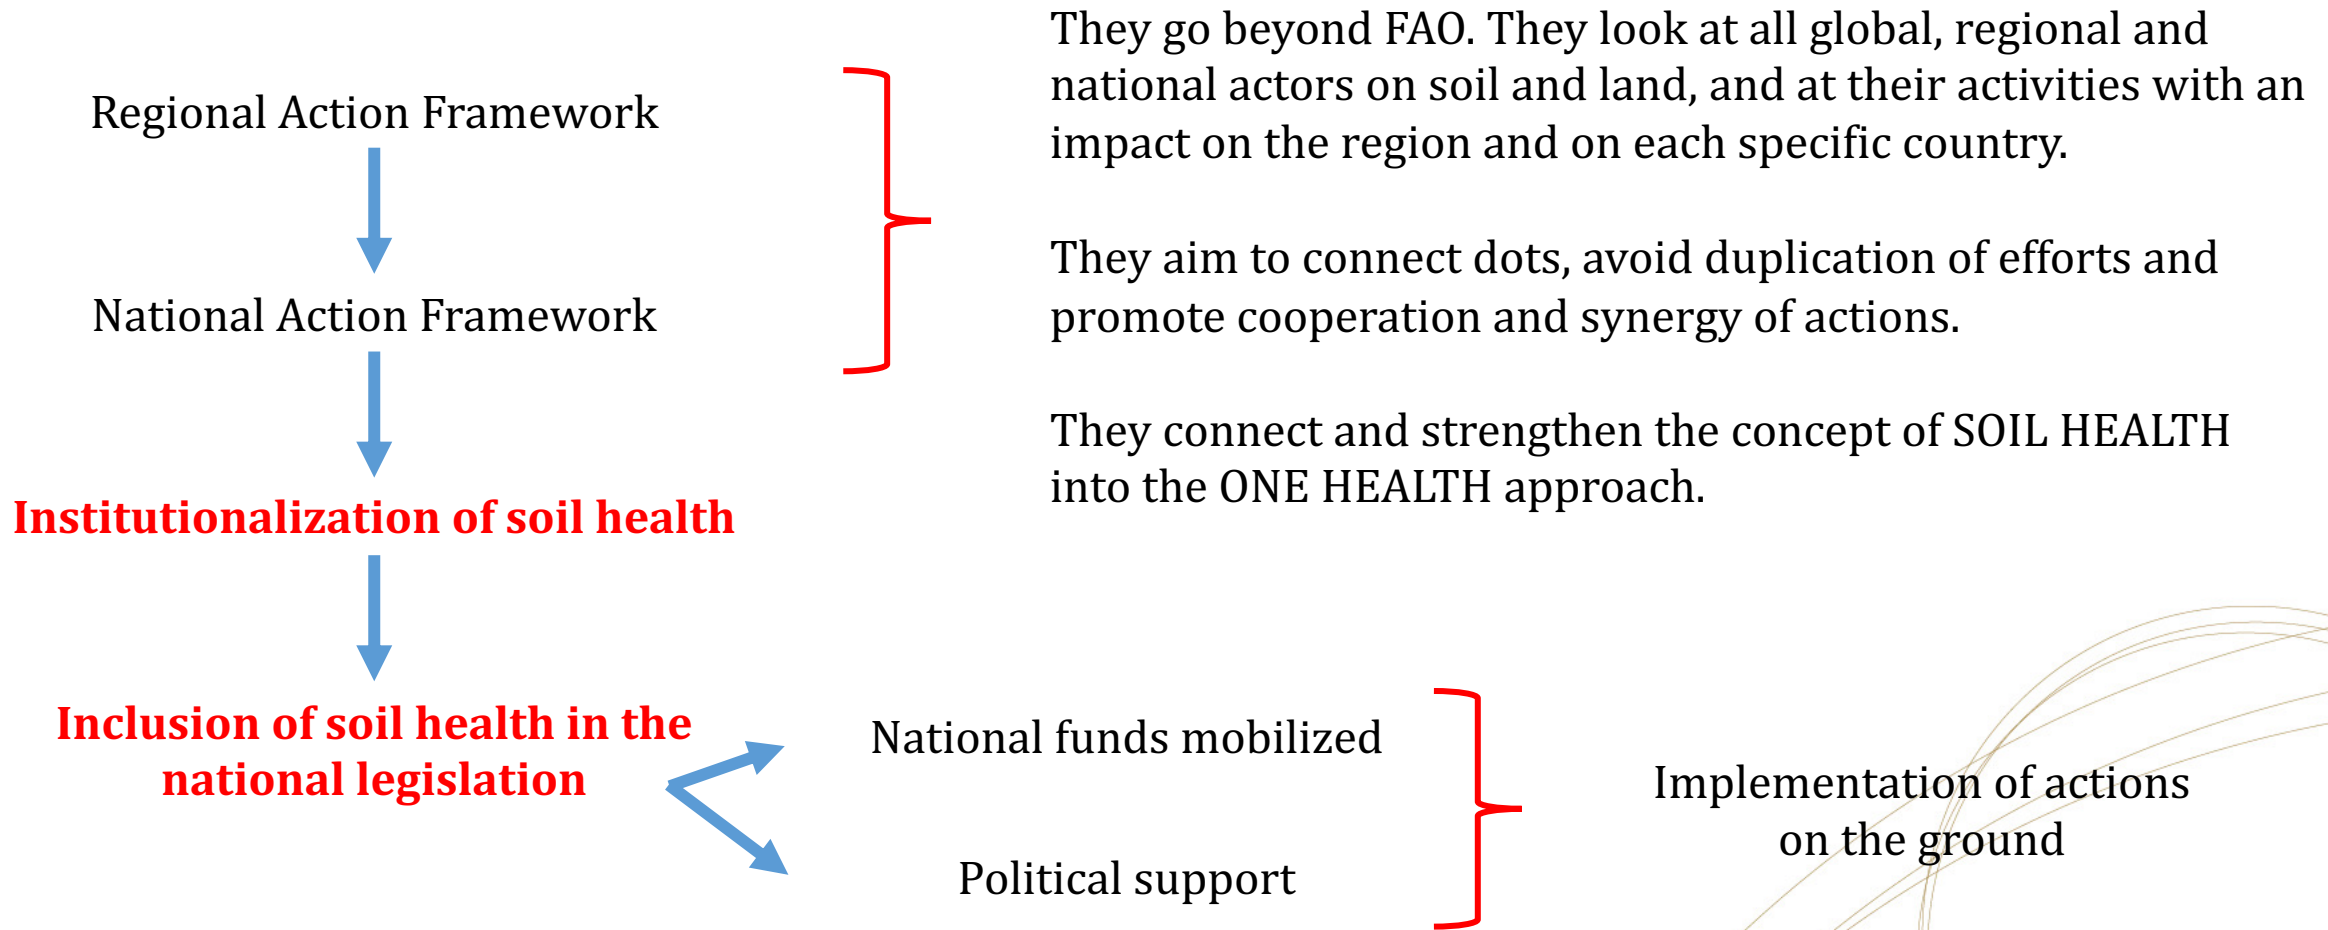 Regional Action Framework
National Action Framework
They go beyond FAO. They look at all global, regional and
national actors on soil and land, and at their activities with an
impact on the region and on each specific country.
They aim to connect dots, avoid duplication of efforts and
promote cooperation and synergy of actions.
They connect and strengthen the concept of SOIL HEALTH
into the ONE HEALTH approach.
Institutionalization of soil health
Inclusion of soil health in the
national legislation
National funds mobilized
Political support
Implementation of actions
on the ground